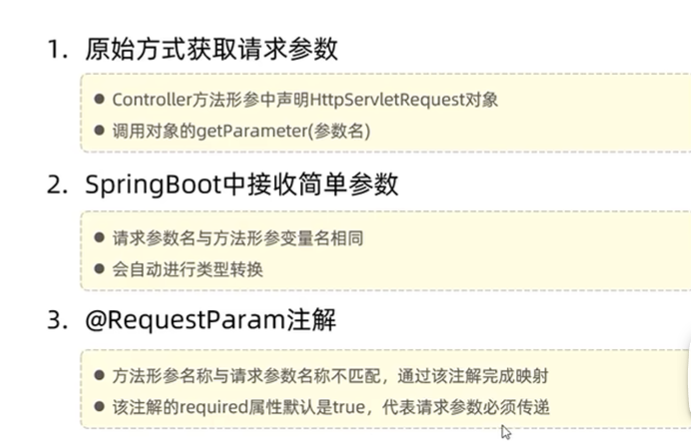 1. 原始方式获取请求参数
● Controller方法形参中声明HttpServletRequest对象
● 调用对象的getParameter(参数名)
2. SpringBoot中接收简单参数
● 请求参数名与方法形参变量名相同
● 会自动进行类型转换
3. @RequestParam注解
● 方法形参名称与请求参数名称不匹配，通过该注解完成映射
● 该注解的required属性默认是true，代表请求参数必须传递